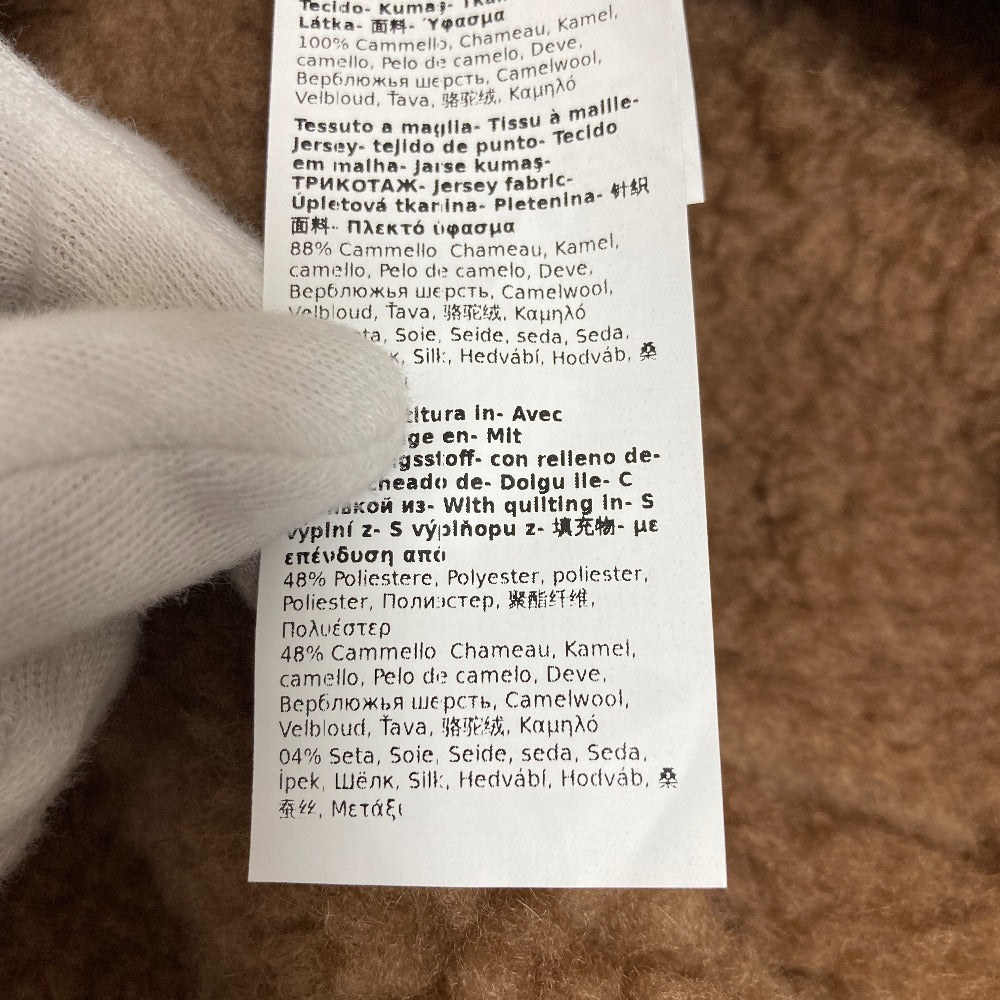 Tecido- Kumaş-
Látka- 面料- Ύφασμα
100% Cammello, Chameau, Kamel,
camello, Pelo de camelo, Deve,
Верблюжья шерсть, Camelwool,
Velbloud, Ťava, 骆驼绒, Καμηλό
Tessuto a maglia- Tissu à maille-
Jersey- tejido de punto- Tecido
em malha- Jarse kumaş-
ТРИКОТАЖ- Jersey fabric-
Úpletová tkanina- Pletenina- 针织
面料- Πλεκτό ύφασμα
88% Cammello Chameau, Kamel,
camello, Pelo de camelo, Deve,
Верблюжья шерсть, Camelwool,
Velbloud, Ťava, 骆驼绒, Καμηλό
Soie, Seide, seda, Seda,
Silk, Hedvábí, Hodváb, 桑
in- Avec
en- Mit
con relleno de-
de- Dolgu ile- С
из- With quilting in- S
výplní z- S výplňopu z- 填充物- με
επένδυση από
48% Poliestere, Polyester, poliester,
Poliester, Полиэстер, 聚酯纤维,
Πολυέστερ
48% Cammello Chameau, Kamel,
camello, Pelo de camelo, Deve,
Верблюжья шерсть, Camelwool,
Velbloud, Ťava, 骆驼绒, Καμηλό
04% Seta, Soie, Seide, seda, Seda,
İpek, Шёлк, Silk, Hedvábí, Hodváb, 桑
蚕丝, Μετάξι